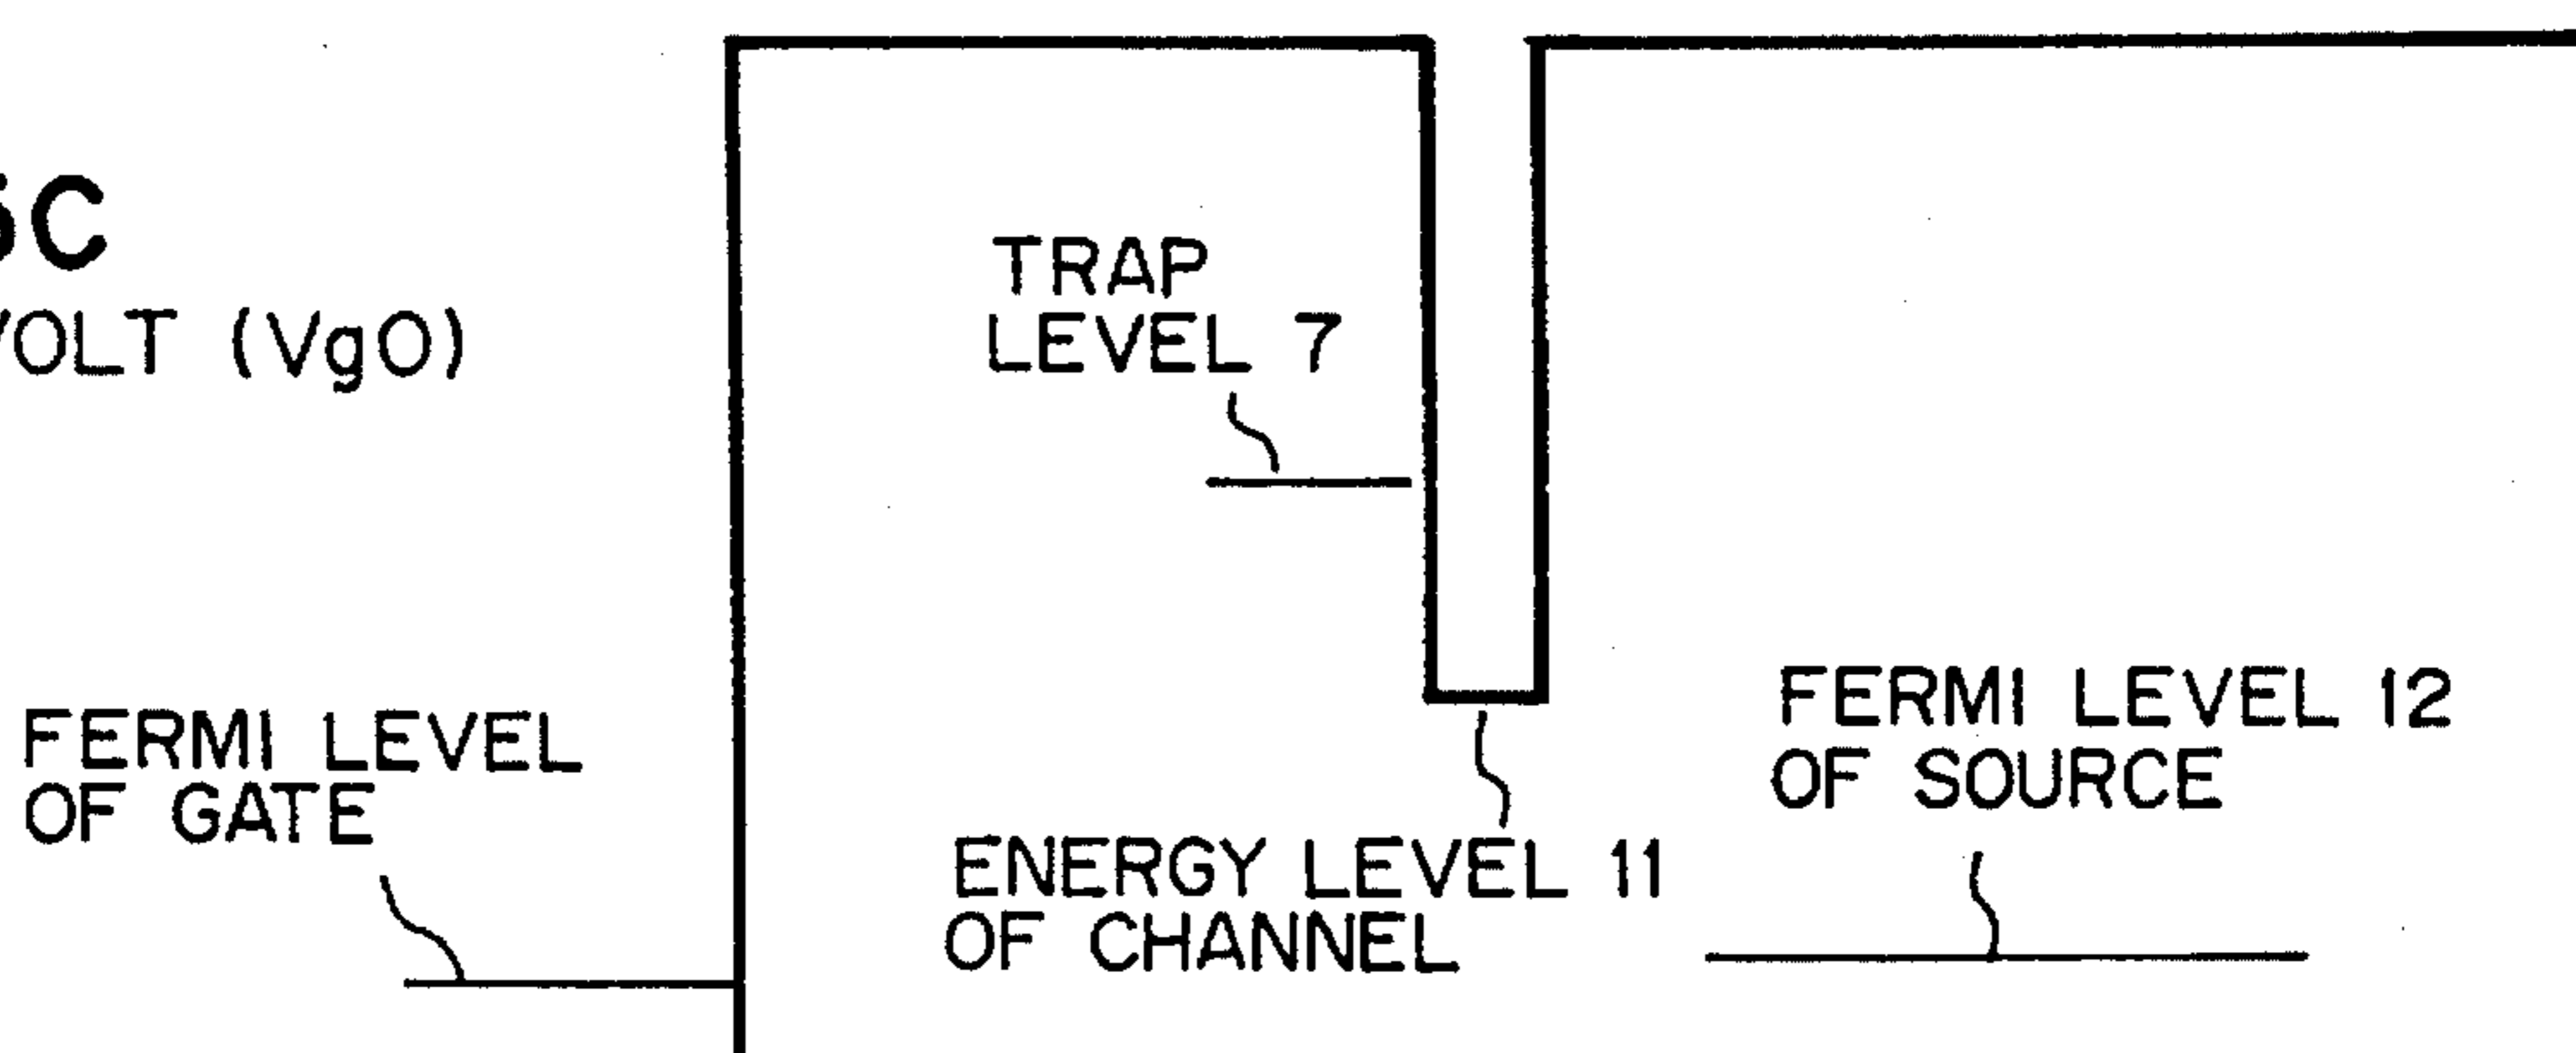 5C
VOLT (Vg0)
TRAP
LEVEL 7
FERMI LEVEL
OF GATE
ENERGY LEVEL 11
OF CHANNEL
FERMI LEVEL 12
OF SOURCE